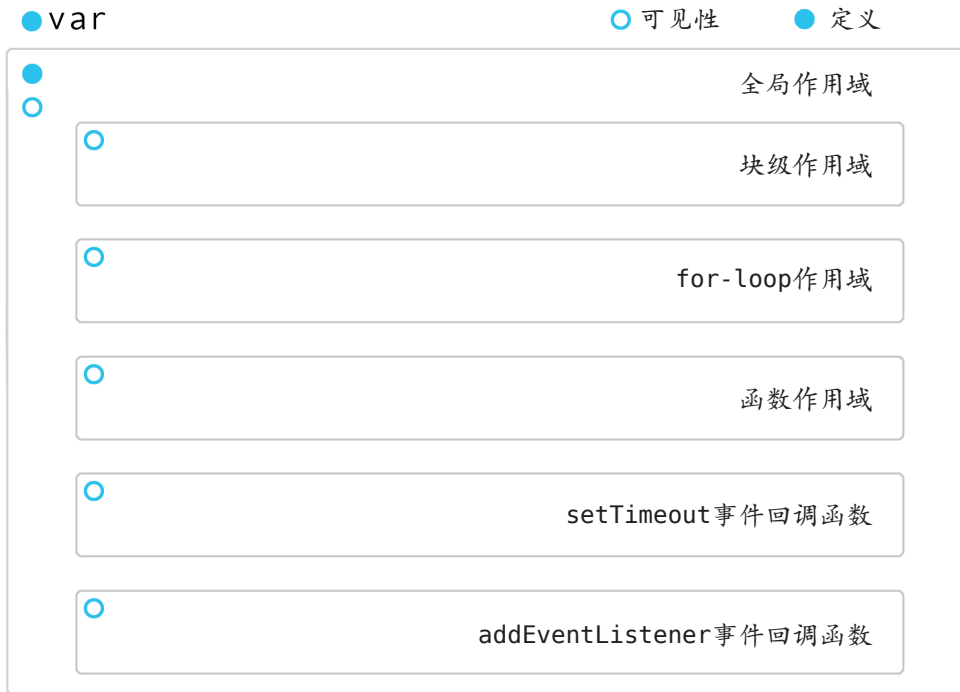 var 可见性 定义
全局作用域
块级作用域
for-loop作用域
函数作用域
setTimeout事件回调函数
addEventListener事件回调函数